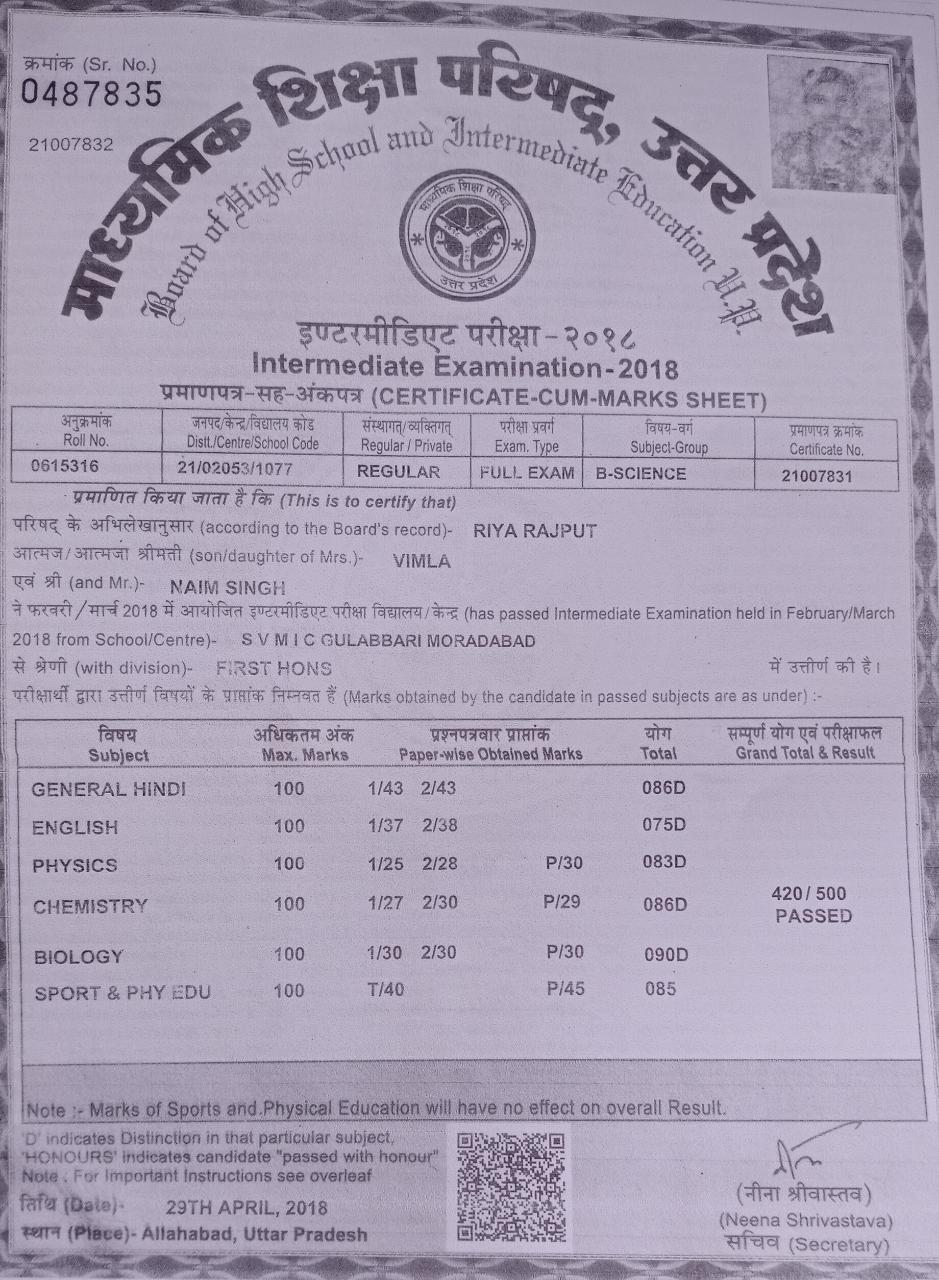 क्रमांक (Sr. No.)
0487835
21007832
माध्यमिक शिक्षा परिषद्, उत्तर प्रदेश
Board of High School and Intermediate Education U.P.
माध्यमिक शिक्षा परिषद्
उत्तर प्रदेश
इण्टरमीडिएट परीक्षा - २०१८
Intermediate Examination-2018
प्रमाणपत्र-सह-अंकपत्र (CERTIFICATE-CUM-MARKS SHEET)
अनुक्रमांक जनपद/केन्द्र/विद्यालय कोड संस्थागत्/व्यक्तिगत् परीक्षा प्रवर्ग विषय-वर्ग प्रमाणपत्र क्रमांक
Roll No. Distt./Centre/School Code Regular / Private Exam. Type Subject-Group Certificate No.
0615316 21/02053/1077 REGULAR FULL EXAM B-SCIENCE 21007831
प्रमाणित किया जाता है कि (This is to certify that)
परिषद् के अभिलेखानुसार (according to the Board's record)- RIYA RAJPUT
आत्मज/आत्मजा श्रीमती (son/daughter of Mrs.)- VIMLA
एवं श्री (and Mr.)- NAIM SINGH
ने फरवरी/मार्च 2018 में आयोजित इण्टरमीडिएट परीक्षा विद्यालय/केन्द्र (has passed Intermediate Examination held in February/March
2018 from School/Centre)- S V M I C GULABBARI MORADABAD
से श्रेणी (with division)- FIRST HONS में उत्तीर्ण की है।
परीक्षार्थी द्वारा उत्तीर्ण विषयों के प्राप्तांक निम्नवत हैं (Marks obtained by the candidate in passed subjects are as under) :-
विषय अधिकतम अंक प्रश्नपत्रवार प्राप्तांक योग सम्पूर्ण योग एवं परीक्षाफल
Subject Max. Marks Paper-wise Obtained Marks Total Grand Total & Result
GENERAL HINDI 100 1/43 2/43 086D
ENGLISH 100 1/37 2/38 075D
PHYSICS 100 1/25 2/28 P/30 083D
CHEMISTRY 100 1/27 2/30 P/29 086D 420/500
PASSED
BIOLOGY 100 1/30 2/30 P/30 090D
SPORT & PHY EDU 100 T/40 P/45 085
Note :- Marks of Sports and Physical Education will have no effect on overall Result.
'D' indicates Distinction in that particular subject,
'HONOURS' indicates candidate "passed with honour"
Note : For Important Instructions see overleaf
तिथि (Date)- 29TH APRIL, 2018
स्थान (Place)- Allahabad, Uttar Pradesh
(नीना श्रीवास्तव)
(Neena Shrivastava)
सचिव (Secretary)